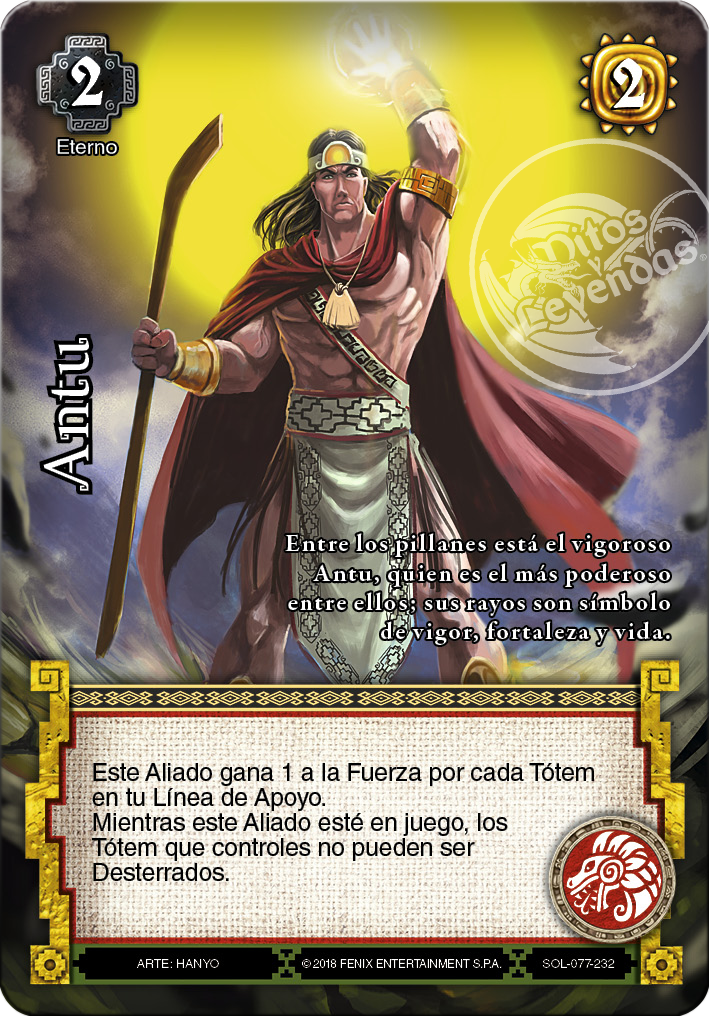 2
Eterno
2
Mitos
y
Leyendas
®
Antu
Entre los pillanes está el vigoroso
Antu, quien es el más poderoso
entre ellos; sus rayos son símbolo
de vigor, fortaleza y vida.
Este Aliado gana 1 a la Fuerza por cada Tótem
en tu Línea de Apoyo.
Mientras este Aliado esté en juego, los
Tótem que controles no pueden ser
Desterrados.
ARTE: HANYO
©2018 FENIX ENTERTAINMENT S.P.A.
SOL-077-232